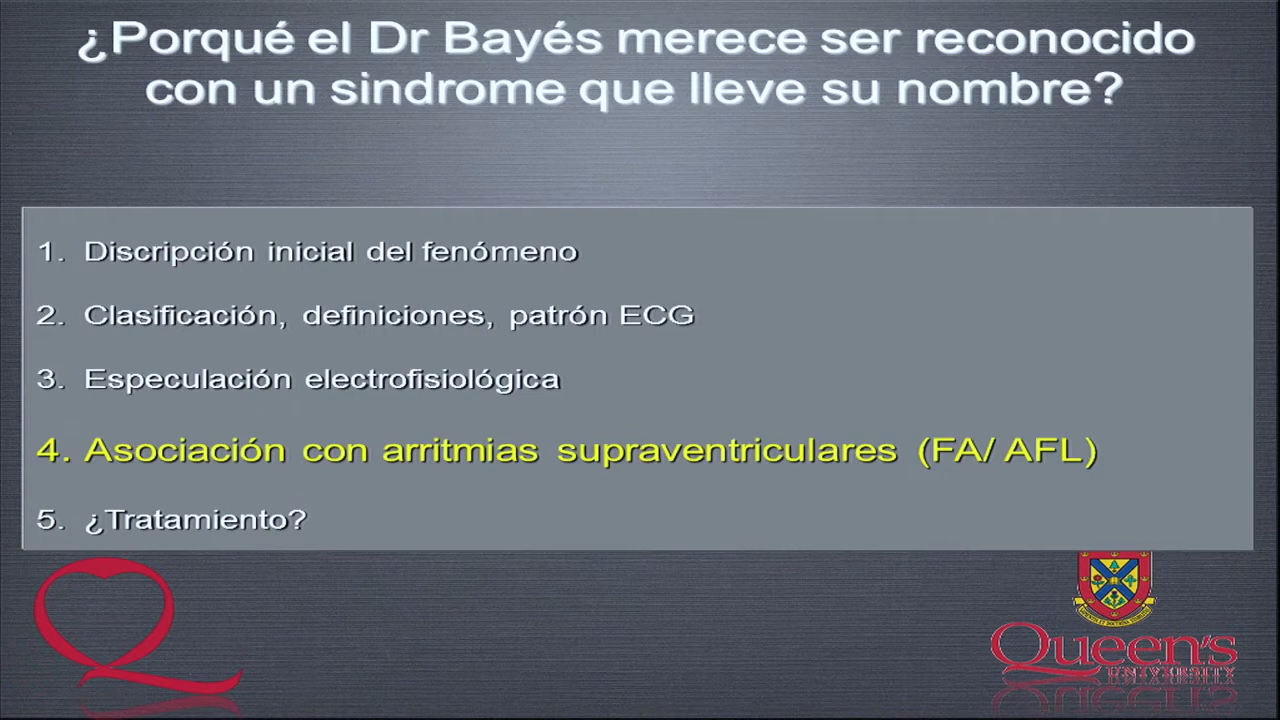 ¿Porqué el Dr Bayés merece ser reconocido
con un sindrome que lleve su nombre?
1. Discripción inicial del fenómeno
2. Clasificación, definiciones, patrón ECG
3. Especulación electrofisiológica
4. Asociación con arritmias supraventriculares (FA/ AFL)
5. ¿Tratamiento?
Queen's
UNIVERSITY